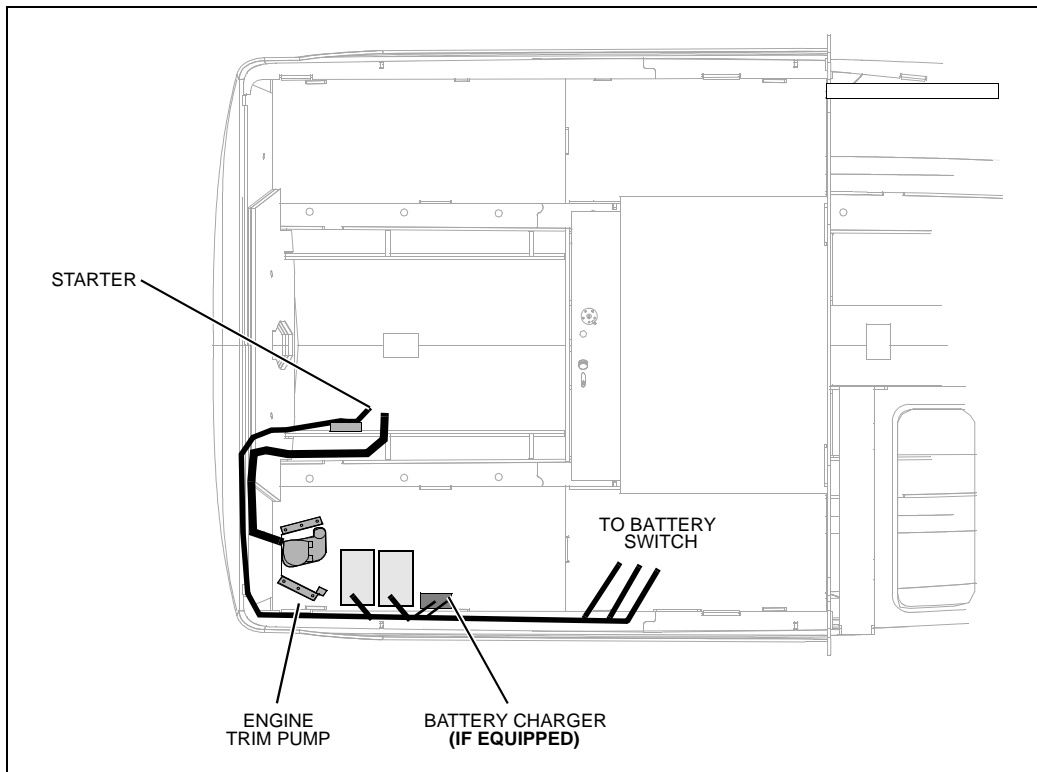 STARTER
TO BATTERY
SWITCH
ENGINE
TRIM PUMP
BATTERY CHARGER
(IF EQUIPPED)